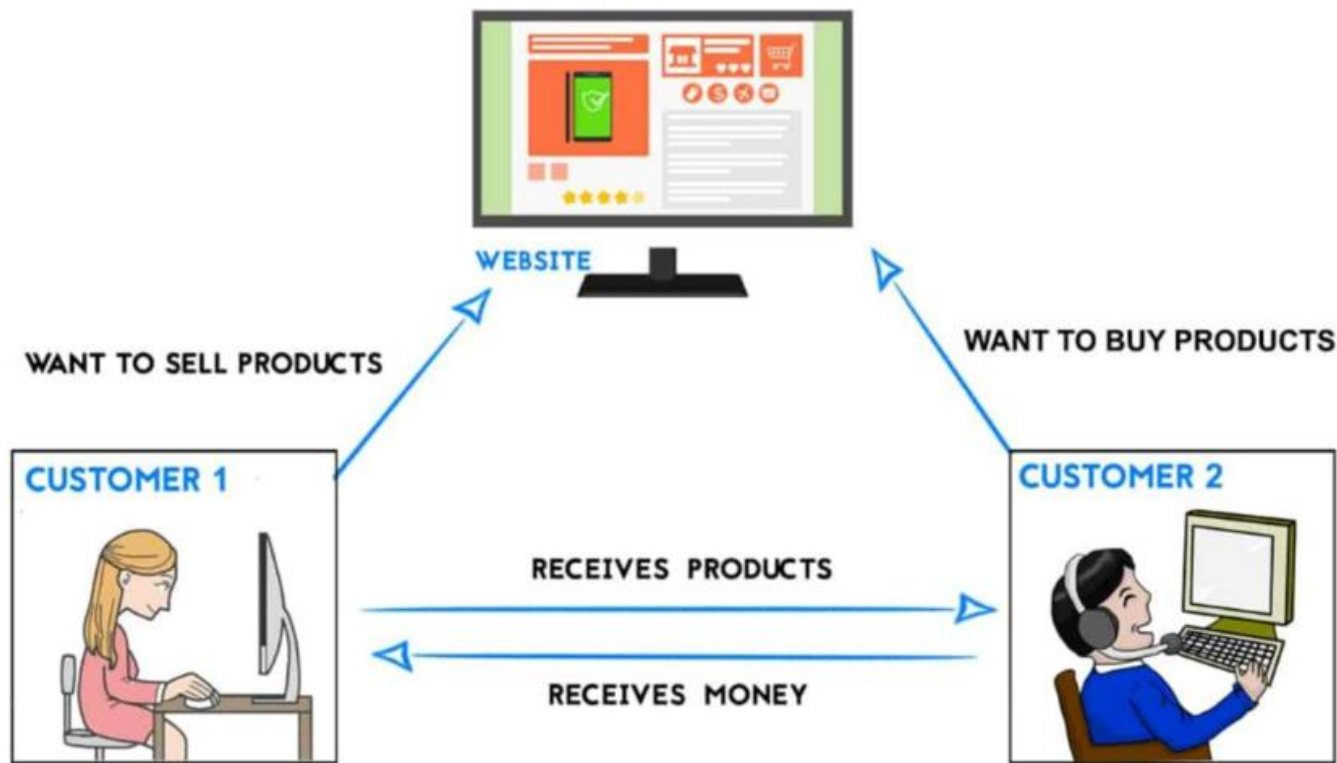 WEBSITE
WANT TO SELL PRODUCTS
WANT TO BUY PRODUCTS
CUSTOMER 1
CUSTOMER 2
RECEIVES PRODUCTS
RECEIVES MONEY